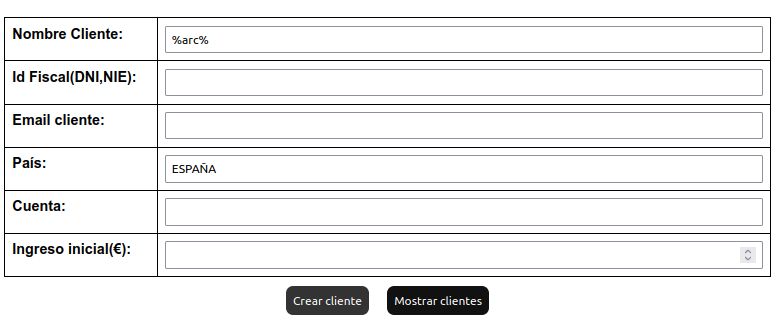 Nombre Cliente: %arc%
Id Fiscal(DNI,NIE):
Email cliente:
País: ESPAÑA
Cuenta:
Ingreso inicial(€):
Crear cliente Mostrar clientes